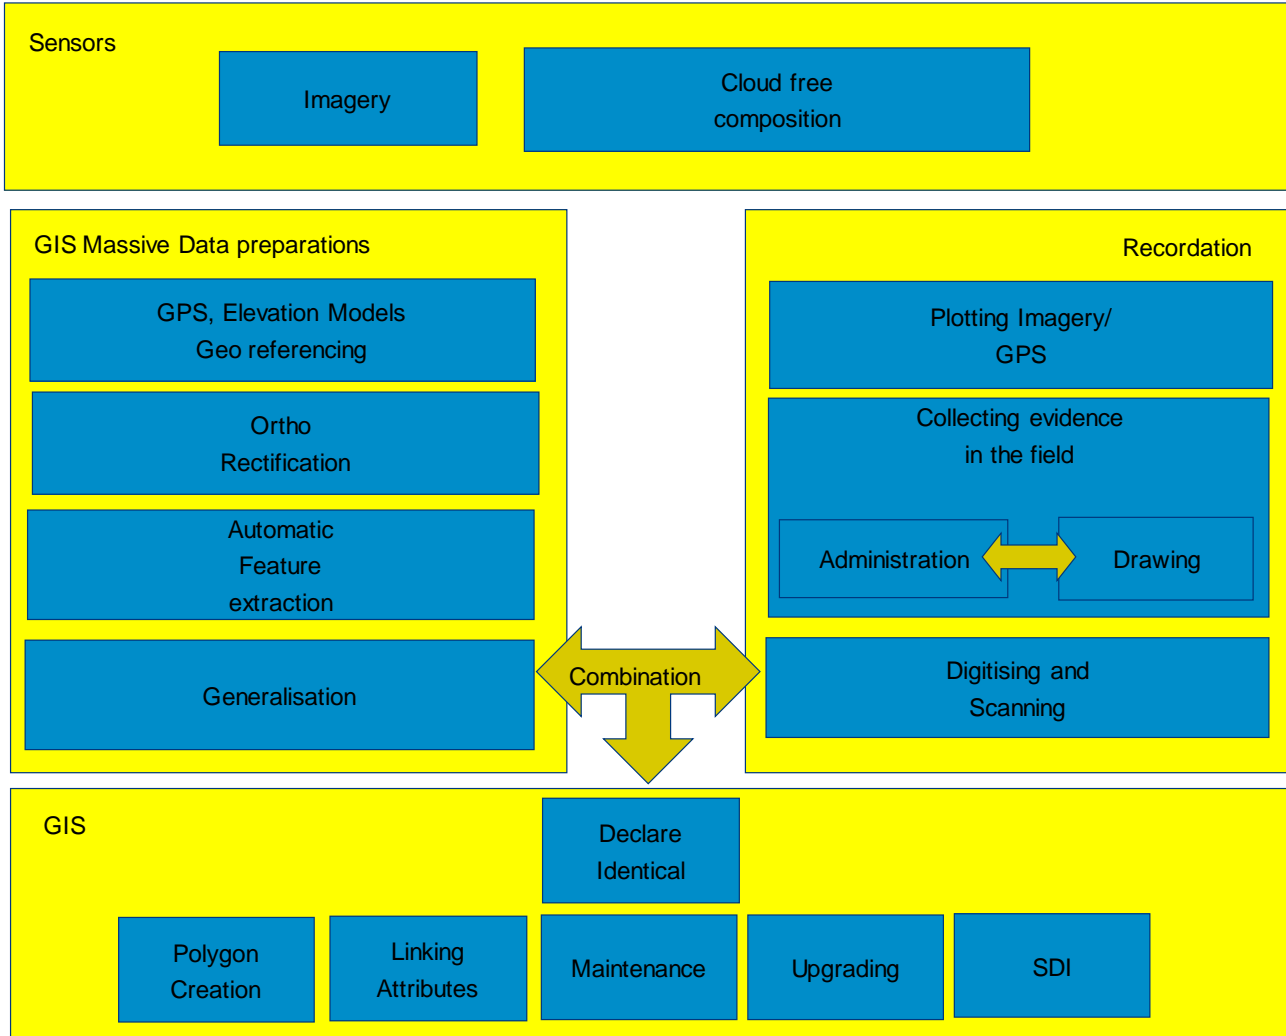 Sensors
Imagery
Cloud free
composition
GIS Massive Data preparations
GPS, Elevation Models
Geo referencing
Ortho
Rectification
Automatic
Feature
extraction
Generalisation
Combination
Recordation
Plotting Imagery/
GPS
Collecting evidence
in the field
Administration
Drawing
Digitising and
Scanning
GIS
Declare
Identical
Polygon
Creation
Linking
Attributes
Maintenance
Upgrading
SDI